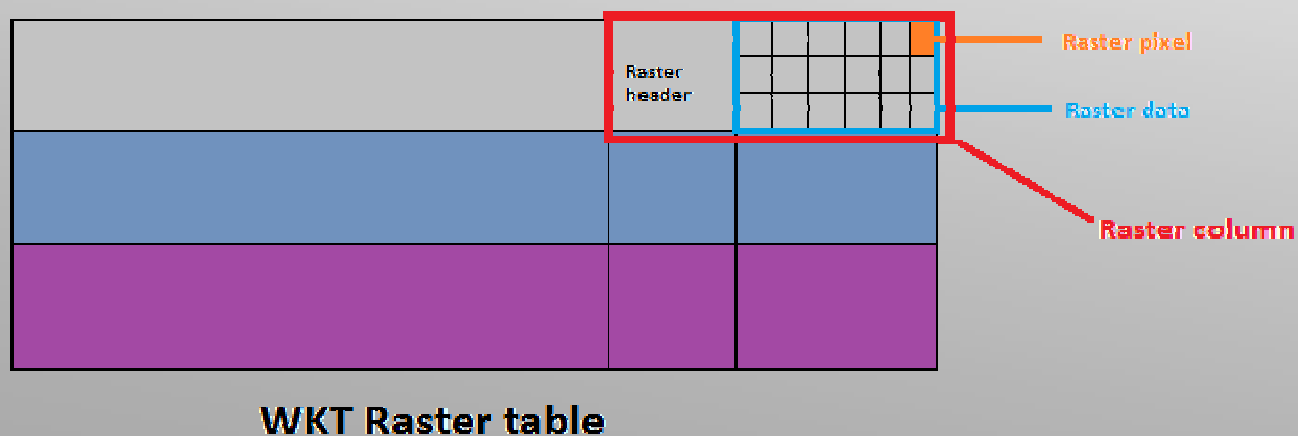 Raster pixel
Raster
header
Raster data
Raster column
WKT Raster table